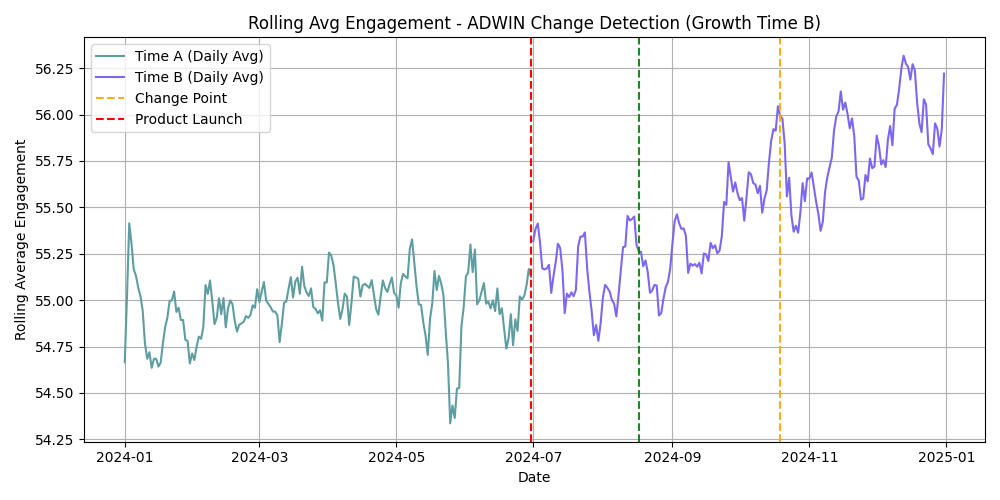 Rolling Avg Engagement - ADWIN Change Detection (Growth Time B)
Time A (Daily Avg)
Time B (Daily Avg)
Change Point
Product Launch
Rolling Average Engagement
56.25
56.00
55.75
55.50
55.25
55.00
54.75
54.50
54.25
2024-01 2024-03 2024-05 2024-07 2024-09 2024-11 2025-01
Date